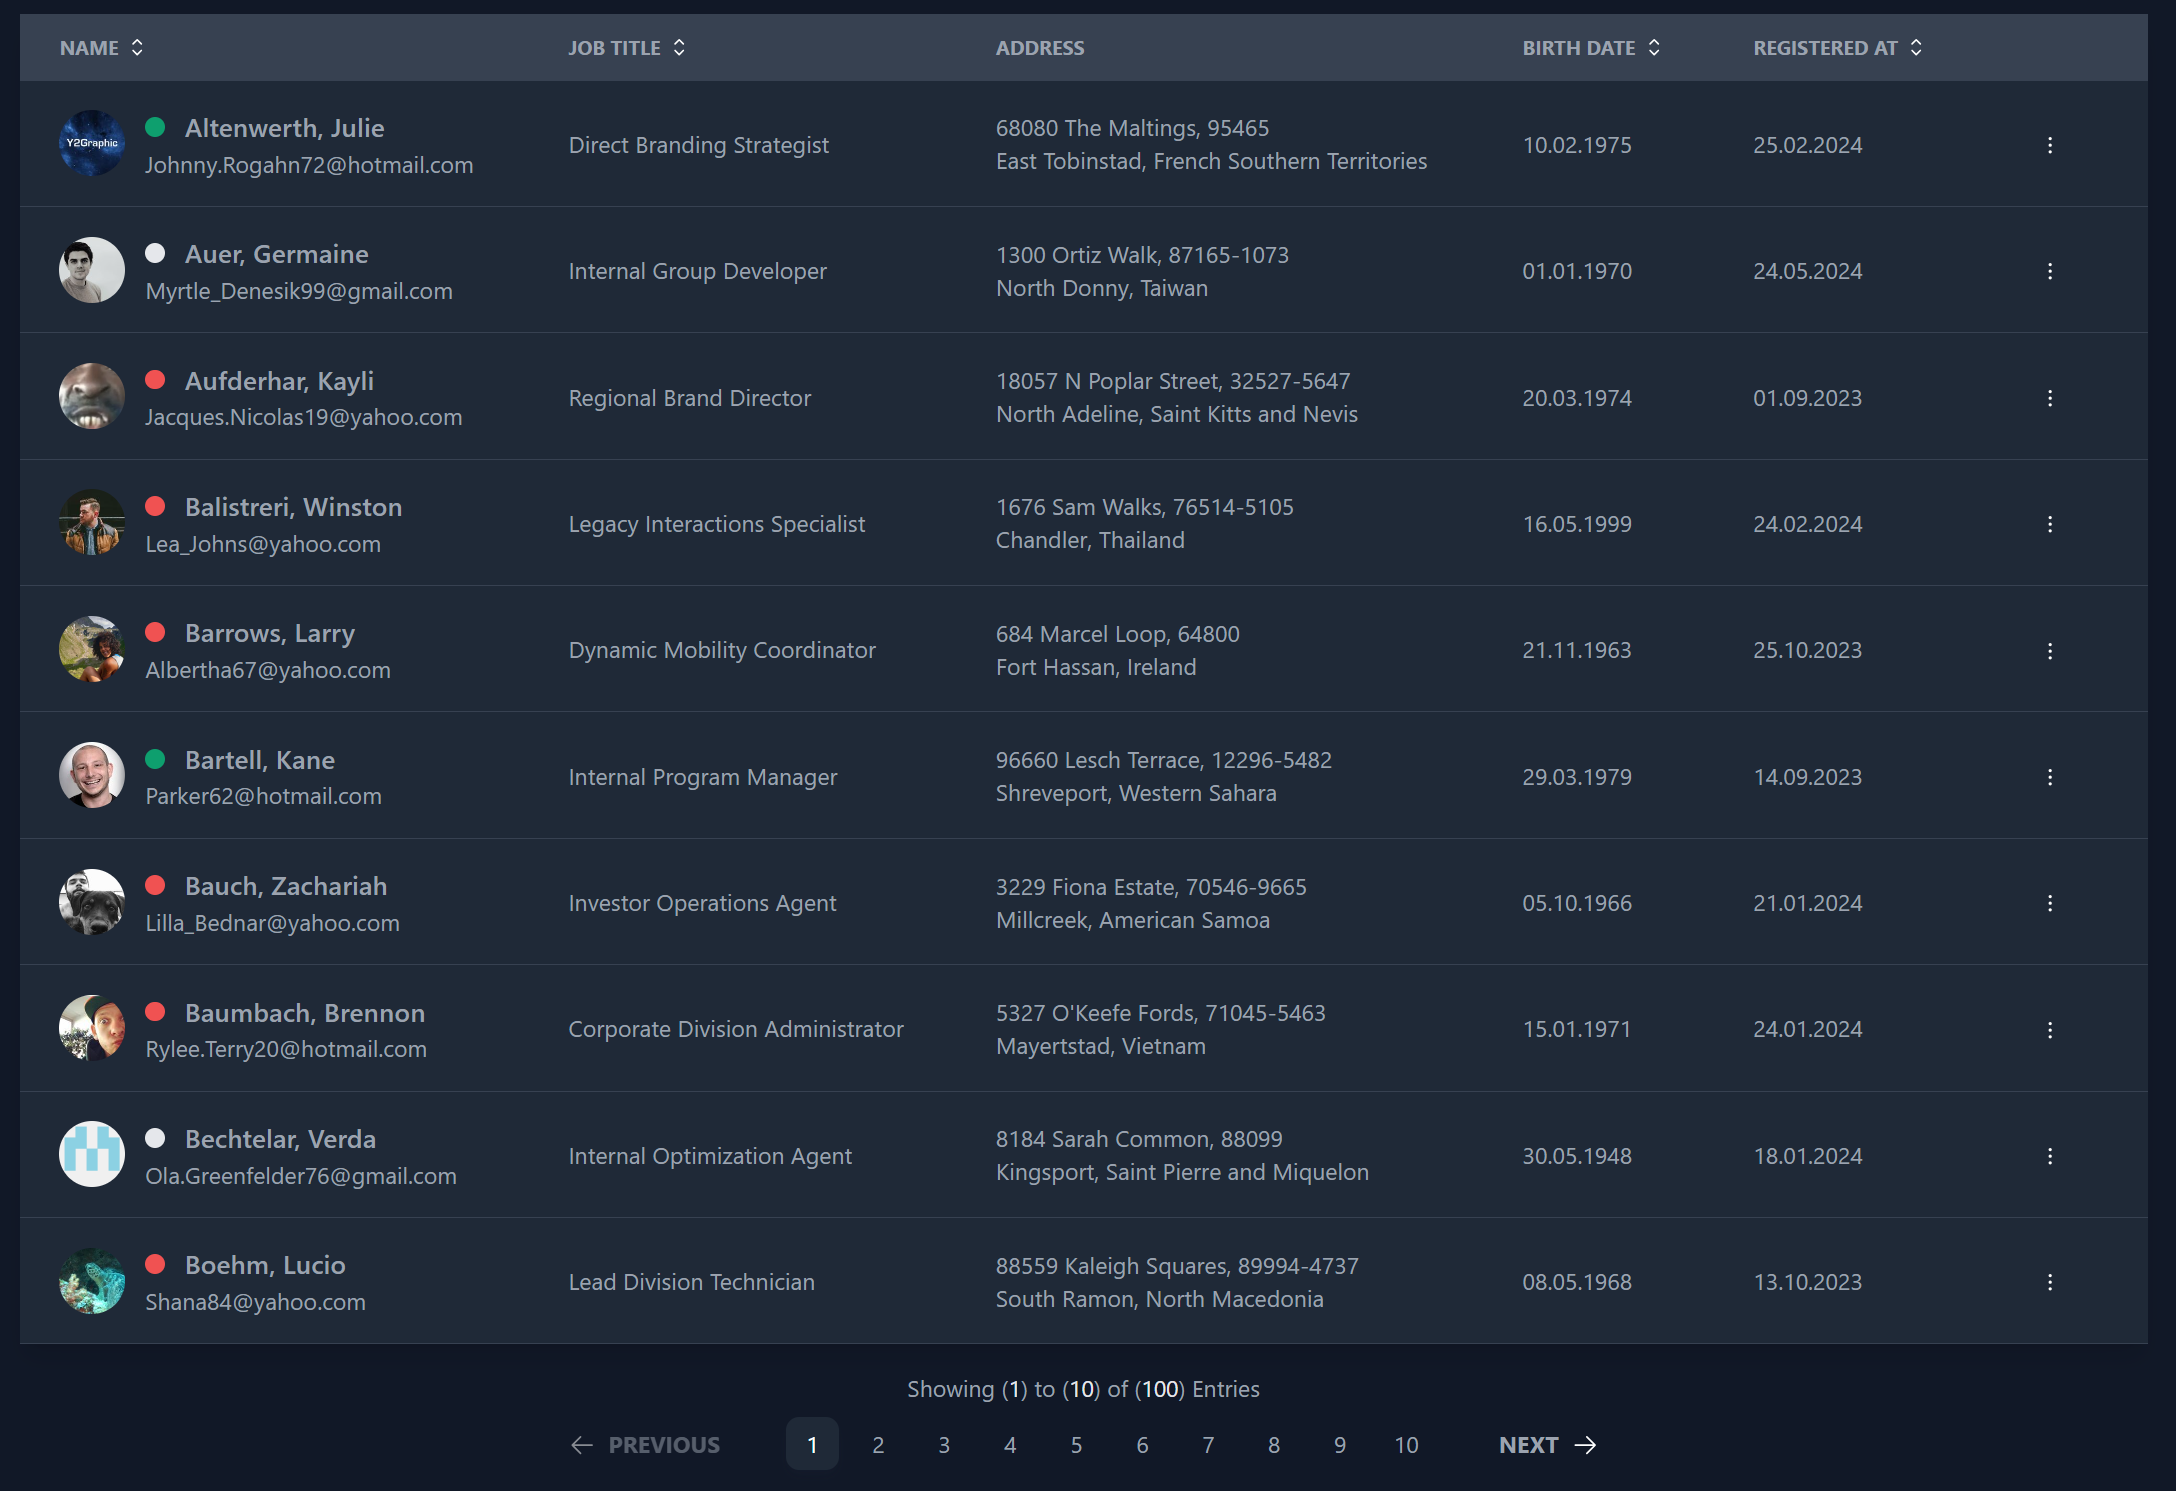 NAME JOB TITLE ADDRESS BIRTH DATE REGISTERED AT
Y2Graphic
Altenwerth, Julie
Johnny.Rogahn72@hotmail.com
Direct Branding Strategist
68080 The Maltings, 95465
East Tobinstad, French Southern Territories
10.02.1975
25.02.2024
Auer, Germaine
Myrtle_Denesik99@gmail.com
Internal Group Developer
1300 Ortiz Walk, 87165-1073
North Donny, Taiwan
01.01.1970
24.05.2024
Aufderhar, Kayli
Jacques.Nicolas19@yahoo.com
Regional Brand Director
18057 N Poplar Street, 32527-5647
North Adeline, Saint Kitts and Nevis
20.03.1974
01.09.2023
Balistreri, Winston
Lea_Johns@yahoo.com
Legacy Interactions Specialist
1676 Sam Walks, 76514-5105
Chandler, Thailand
16.05.1999
24.02.2024
Barrows, Larry
Albertha67@yahoo.com
Dynamic Mobility Coordinator
684 Marcel Loop, 64800
Fort Hassan, Ireland
21.11.1963
25.10.2023
Bartell, Kane
Parker62@hotmail.com
Internal Program Manager
96660 Lesch Terrace, 12296-5482
Shreveport, Western Sahara
29.03.1979
14.09.2023
Bauch, Zachariah
Lilla_Bednar@yahoo.com
Investor Operations Agent
3229 Fiona Estate, 70546-9665
Millcreek, American Samoa
05.10.1966
21.01.2024
Baumbach, Brennon
Rylee.Terry20@hotmail.com
Corporate Division Administrator
5327 O'Keefe Fords, 71045-5463
Mayertstad, Vietnam
15.01.1971
24.01.2024
Bechtelar, Verda
Ola.Greenfelder76@gmail.com
Internal Optimization Agent
8184 Sarah Common, 88099
Kingsport, Saint Pierre and Miquelon
30.05.1948
18.01.2024
Boehm, Lucio
Shana84@yahoo.com
Lead Division Technician
88559 Kaleigh Squares, 89994-4737
South Ramon, North Macedonia
08.05.1968
13.10.2023
Showing (1) to (10) of (100) Entries
PREVIOUS 1 2 3 4 5 6 7 8 9 10 NEXT